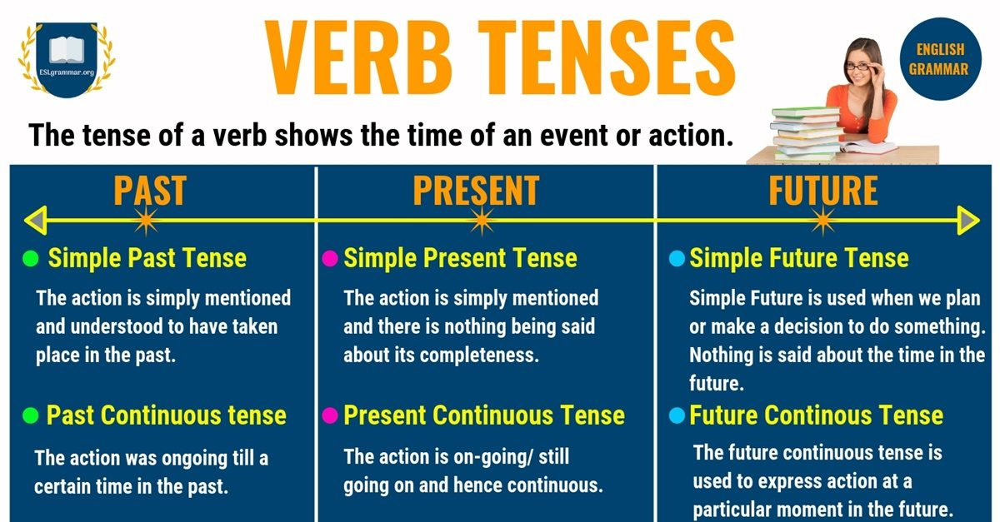 ESLgrammar.org
VERB TENSES
ENGLISH
GRAMMAR
The tense of a verb shows the time of an event or action.
PAST
Simple Past Tense
The action is simply mentioned
and understood to have taken
place in the past.
Past Continuous tense
The action was ongoing till a
certain time in the past.
PRESENT
Simple Present Tense
The action is simply mentioned
and there is nothing being said
about its completeness.
Present Continuous Tense
The action is on-going/ still
going on and hence continuous.
FUTURE
Simple Future Tense
Simple Future is used when we plan
or make a decision to do something.
Nothing is said about the time in the
future.
Future Continous Tense
The future continuous tense is
used to express action at a
particular moment in the future.